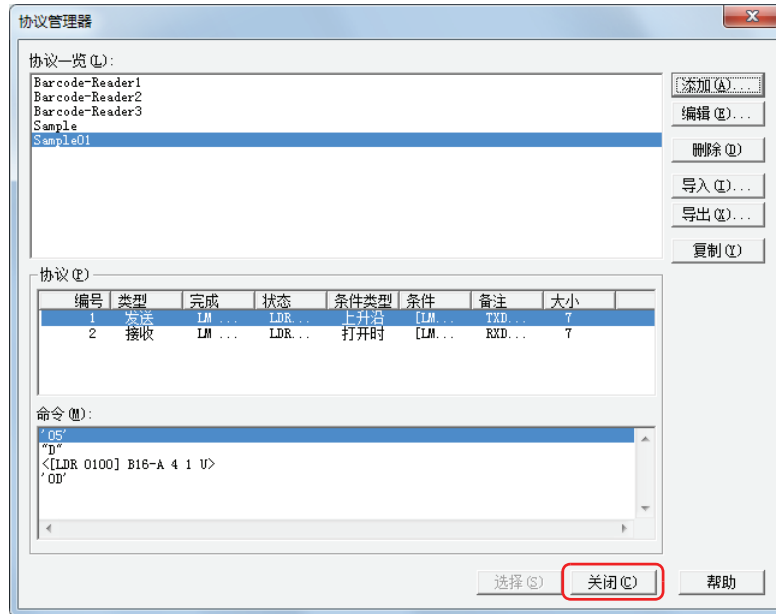 协议管理器
协议一览(L):
Barcode-Reader1
Barcode-Reader2
Barcode-Reader3
Sample
Sample01
添加(A)...
编辑(E)...
删除(D)
导入(I)...
导出(X)...
复制(Y)
协议(P)
编号 类型 完成 状态 条件类型 条件 备注 大小
1 发送 LM ... LDR... 上升沿 [LM... TXD... 7
2 接收 LM ... LDR... 打开时 [LM... RXD... 7
命令(M):
'05'
"D"
<[LDR 0100] B16-A 4 1 U>
'0D'
选择(S) 关闭(C) 帮助